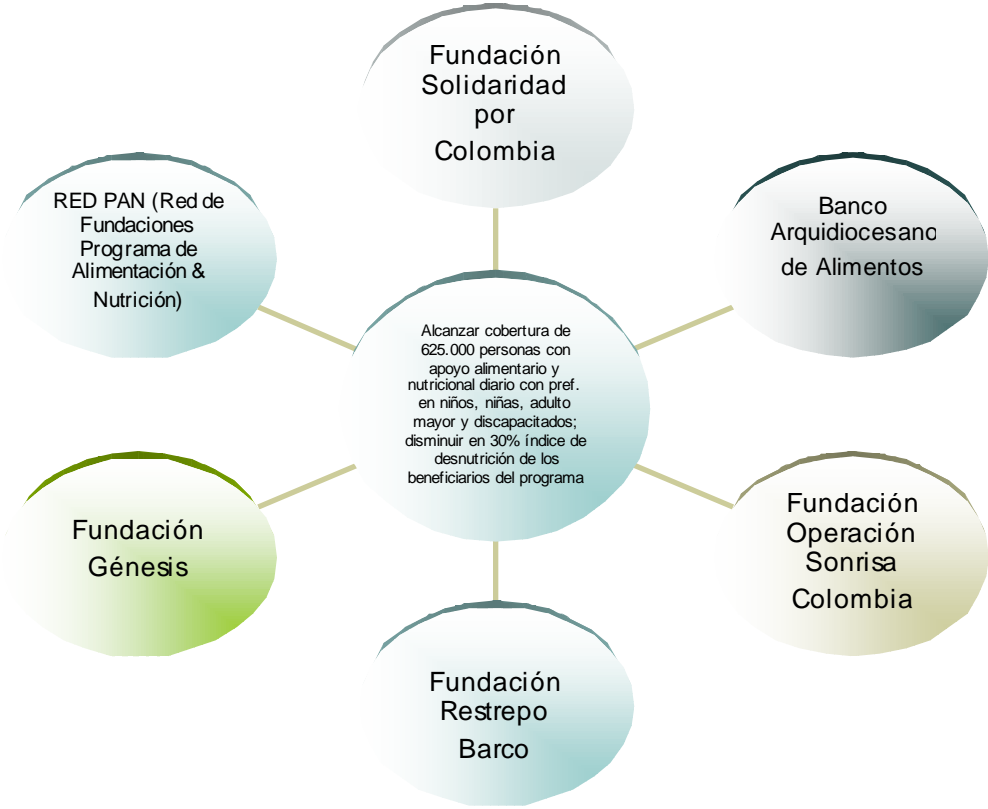 Fundación
Solidaridad
por
Colombia
RED PAN (Red de
Fundaciones
Programa de
Alimentación &
Nutrición)
Banco
Arquidiocesano
de Alimentos
Alcanzar cobertura de
625.000 personas con
apoyo alimentario y
nutricional diario con pref.
en niños, niñas, adulto
mayor y discapacitados;
disminuir en 30% índice de
desnutrición de los
beneficiarios del programa
Fundación
Génesis
Fundación
Operación
Sonrisa
Colombia
Fundación
Restrepo
Barco